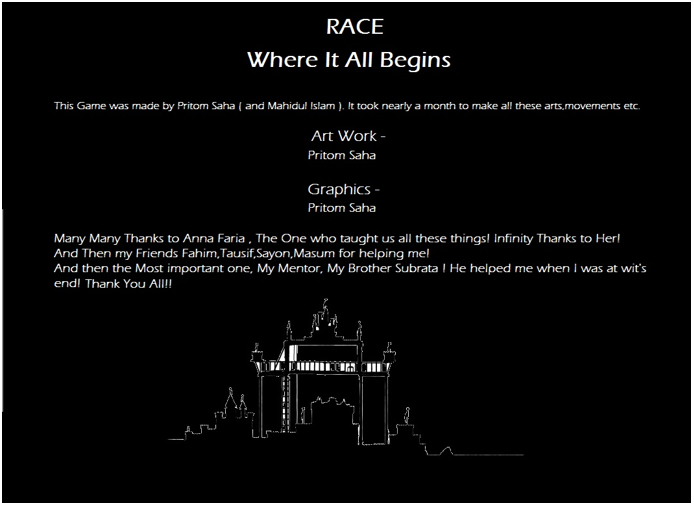 RACE
Where It All Begins
This Game was made by Pritom Saha ( and Mahidul Islam ). It took nearly a month to make all these arts,movements etc.
Art Work -
Pritom Saha
Graphics -
Pritom Saha
Many Many Thanks to Anna Faria , The One who taught us all these things! Infinity Thanks to Her!
And Then my Friends Fahim,Tausif,Sayon,Masum for helping me!
And then the Most important one, My Mentor, My Brother Subrata ! He helped me when I was at wit's
end! Thank You All!!